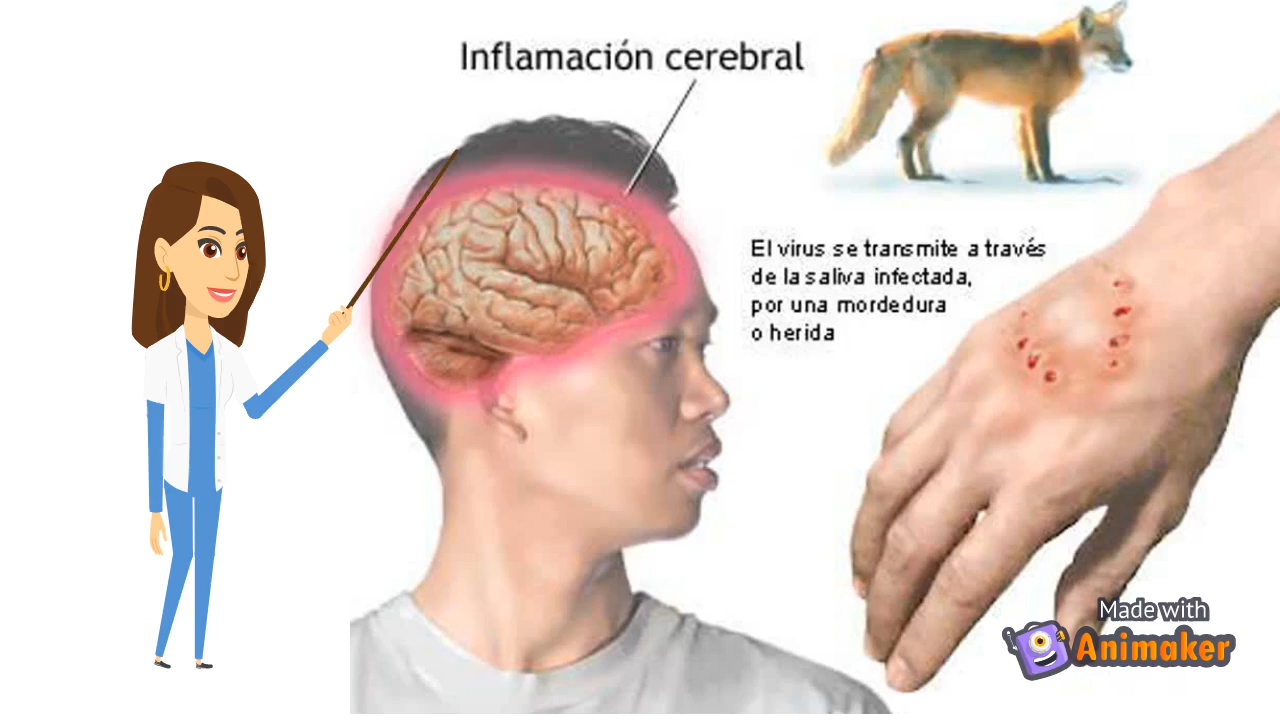 Inflamación cerebral
El virus se transmite a través
de la saliva infectada,
por una mordedura
o herida
Made with
Animaker